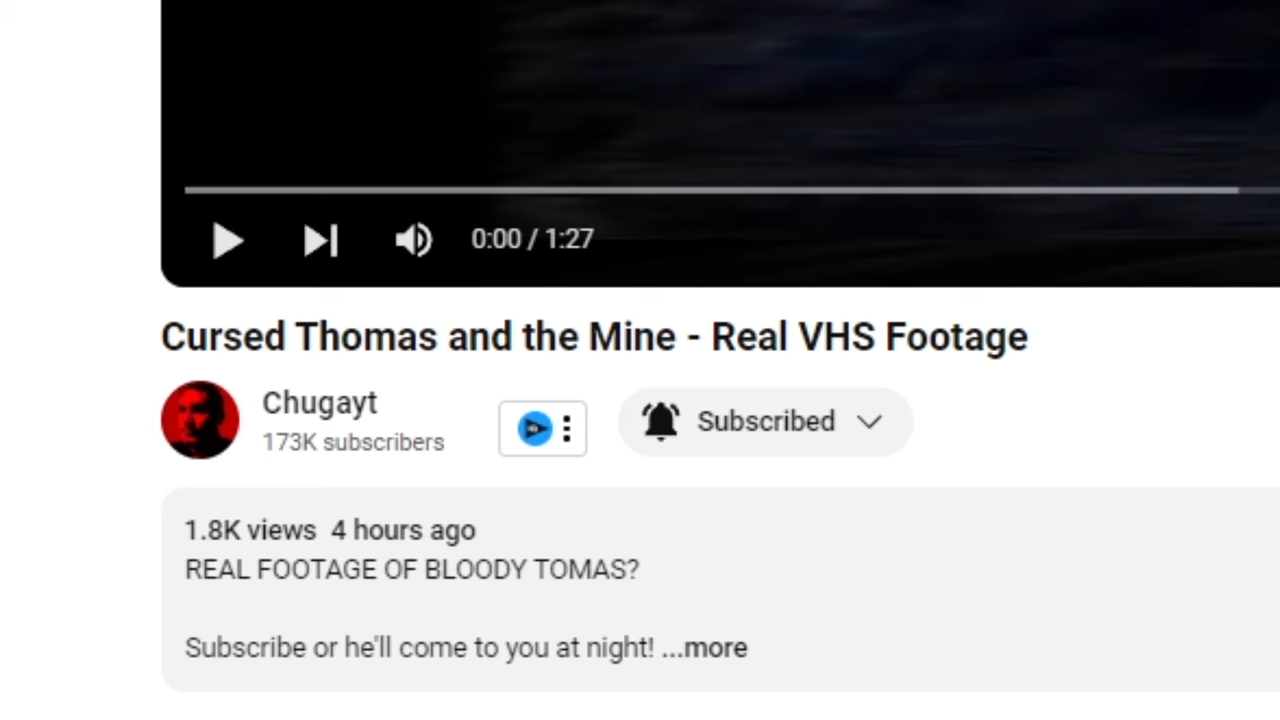 0:00 / 1:27
Cursed Thomas and the Mine - Real VHS Footage
Chugayt
173K subscribers
Subscribed
1.8K views 4 hours ago
REAL FOOTAGE OF BLOODY TOMAS?
Subscribe or he'll come to you at night! ...more